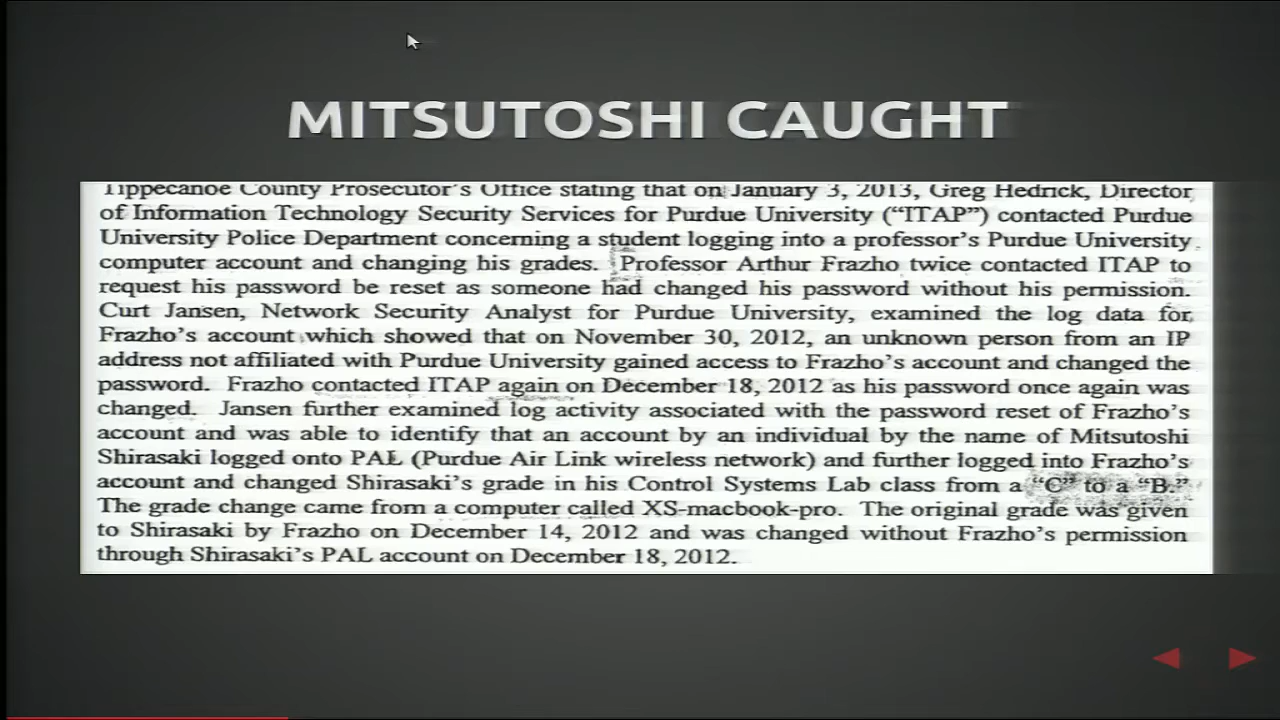 MITSUTOSHI CAUGHT
Tippecanoe County Prosecutor's Office stating that on January 3, 2013, Greg Hedrick, Director
of Information Technology Security Services for Purdue University (“ITAP”) contacted Purdue
University Police Department concerning a student logging into a professor's Purdue University
computer account and changing his grades. Professor Arthur Frazho twice contacted ITAP to
request his password be reset as someone had changed his password without his permission.
Curt Jansen, Network Security Analyst for Purdue University, examined the log data for
Frazho's account which showed that on November 30, 2012, an unknown person from an IP
address not affiliated with Purdue University gained access to Frazho's account and changed the
password. Frazho contacted ITAP again on December 18, 2012 as his password once again was
changed. Jansen further examined log activity associated with the password reset of Frazho's
account and was able to identify that an account by an individual by the name of Mitsutoshi
Shirasaki logged onto PAL (Purdue Air Link wireless network) and further logged into Frazho's
account and changed Shirasaki's grade in his Control Systems Lab class from a “C” to a “B.”
The grade change came from a computer called XS-macbook-pro. The original grade was given
to Shirasaki by Frazho on December 14, 2012 and was changed without Frazho's permission
through Shirasaki's PAL account on December 18, 2012.